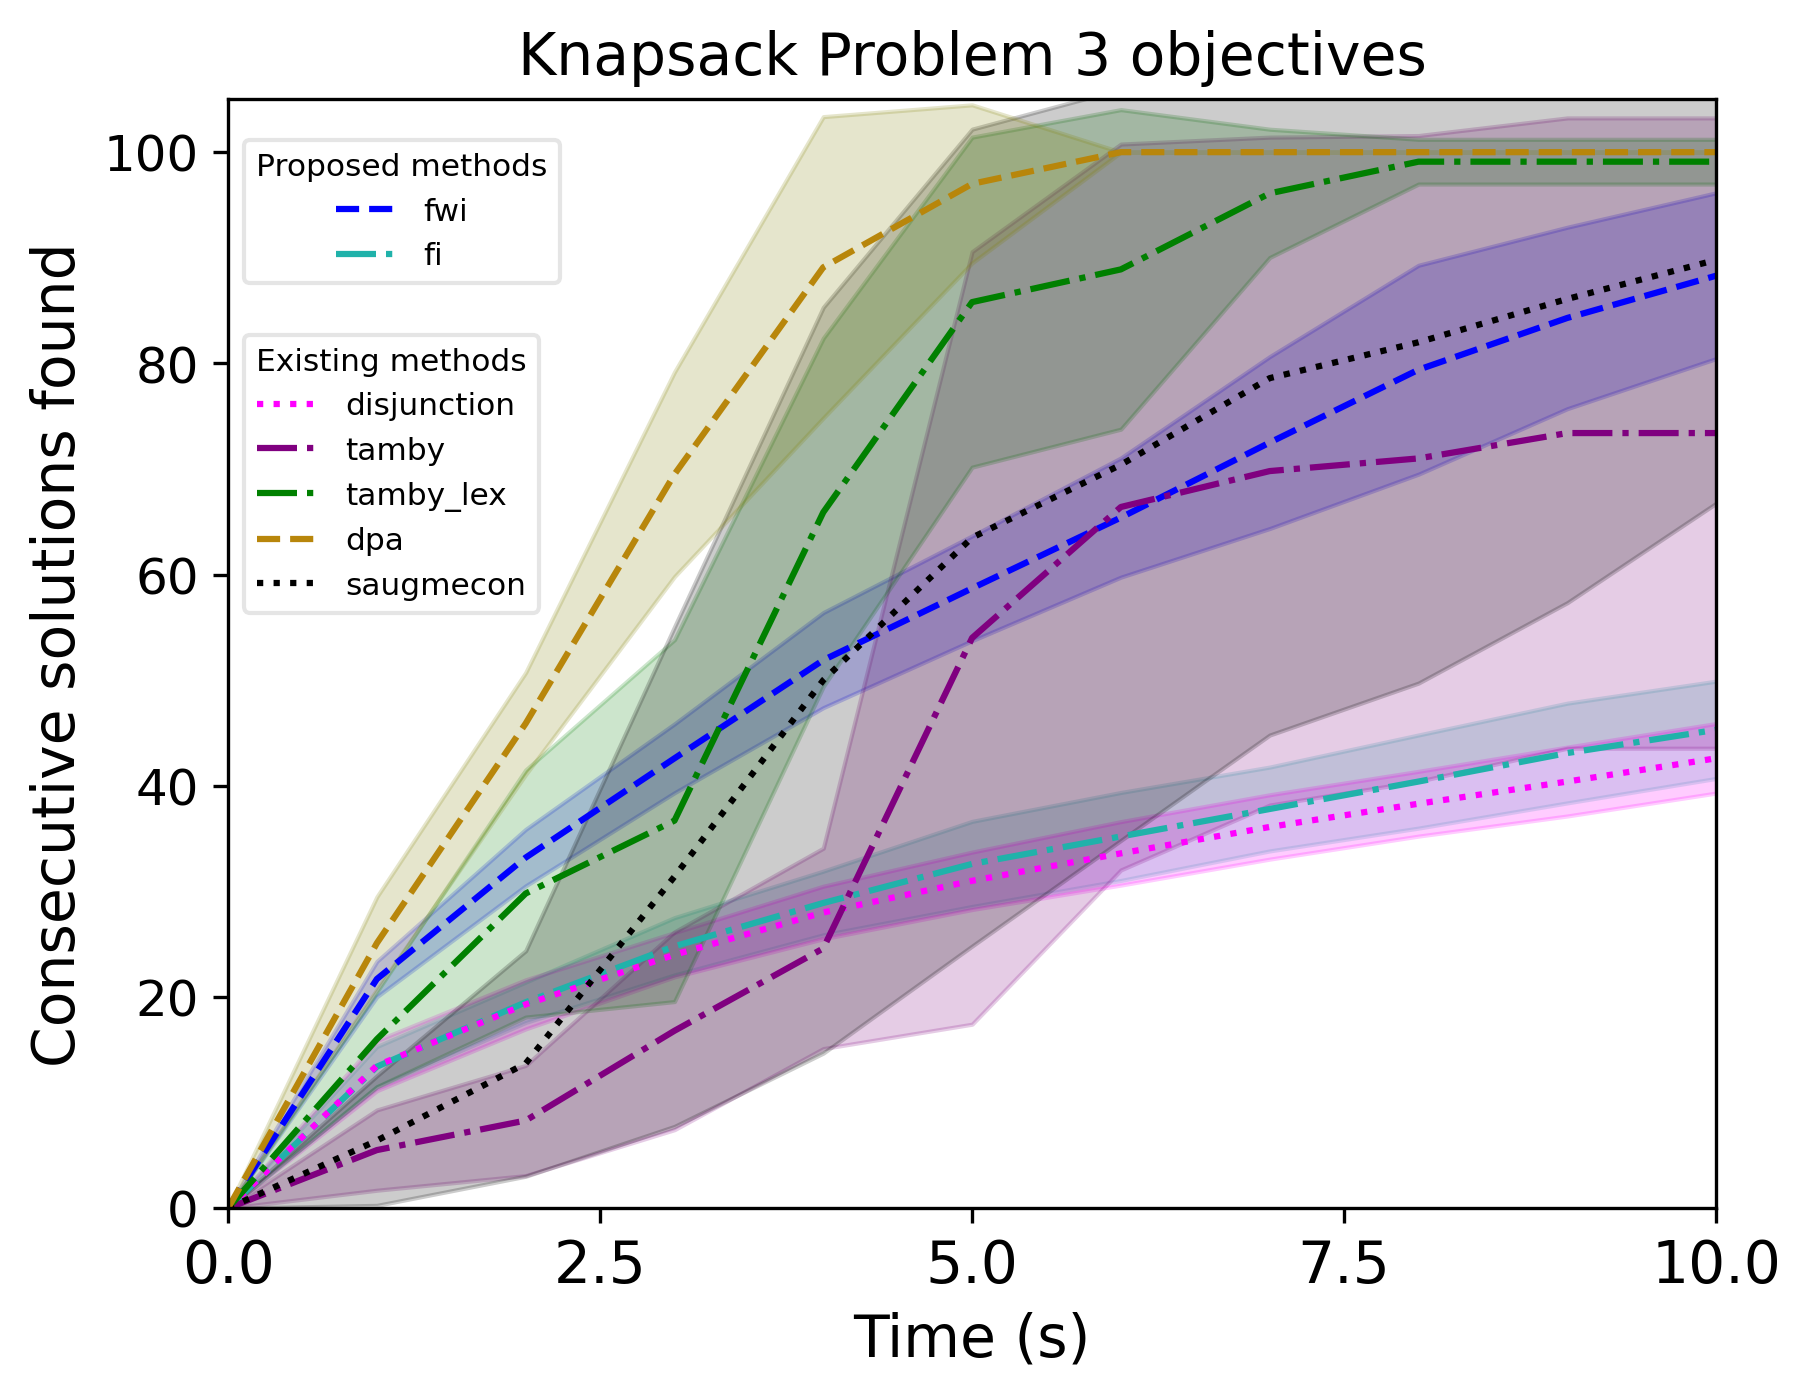 Knapsack Problem 3 objectives
Consecutive solutions found
100
80
60
40
20
0
Proposed methods
fwi
fi
Existing methods
disjunction
tamby
tamby_lex
dpa
saugmecon
0.0 2.5 5.0 7.5 10.0
Time (s)